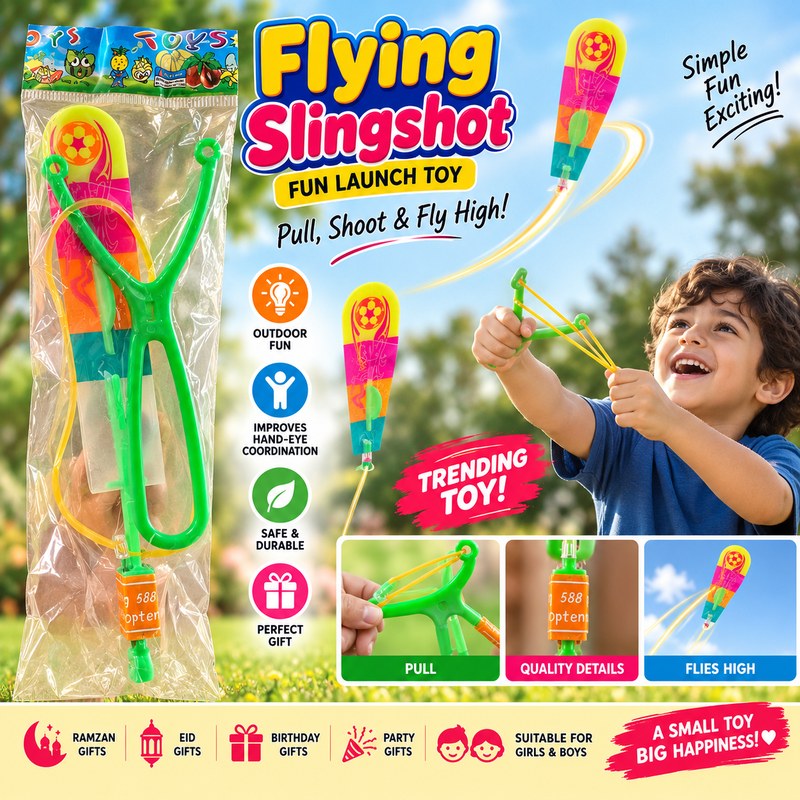 TOYS
Flying
Slingshot
FUN LAUNCH TOY
Pull, Shoot & Fly High!
Simple
Fun
Exciting!
OUTDOOR
FUN
IMPROVES
HAND-EYE
COORDINATION
SAFE &
DURABLE
PERFECT
GIFT
TRENDING
TOY!
588
588
PULL
QUALITY DETAILS
FLIES HIGH
RAMZAN
GIFTS
EID
GIFTS
BIRTHDAY
GIFTS
PARTY
GIFTS
SUITABLE FOR
GIRLS & BOYS
A SMALL TOY
BIG HAPPINESS!